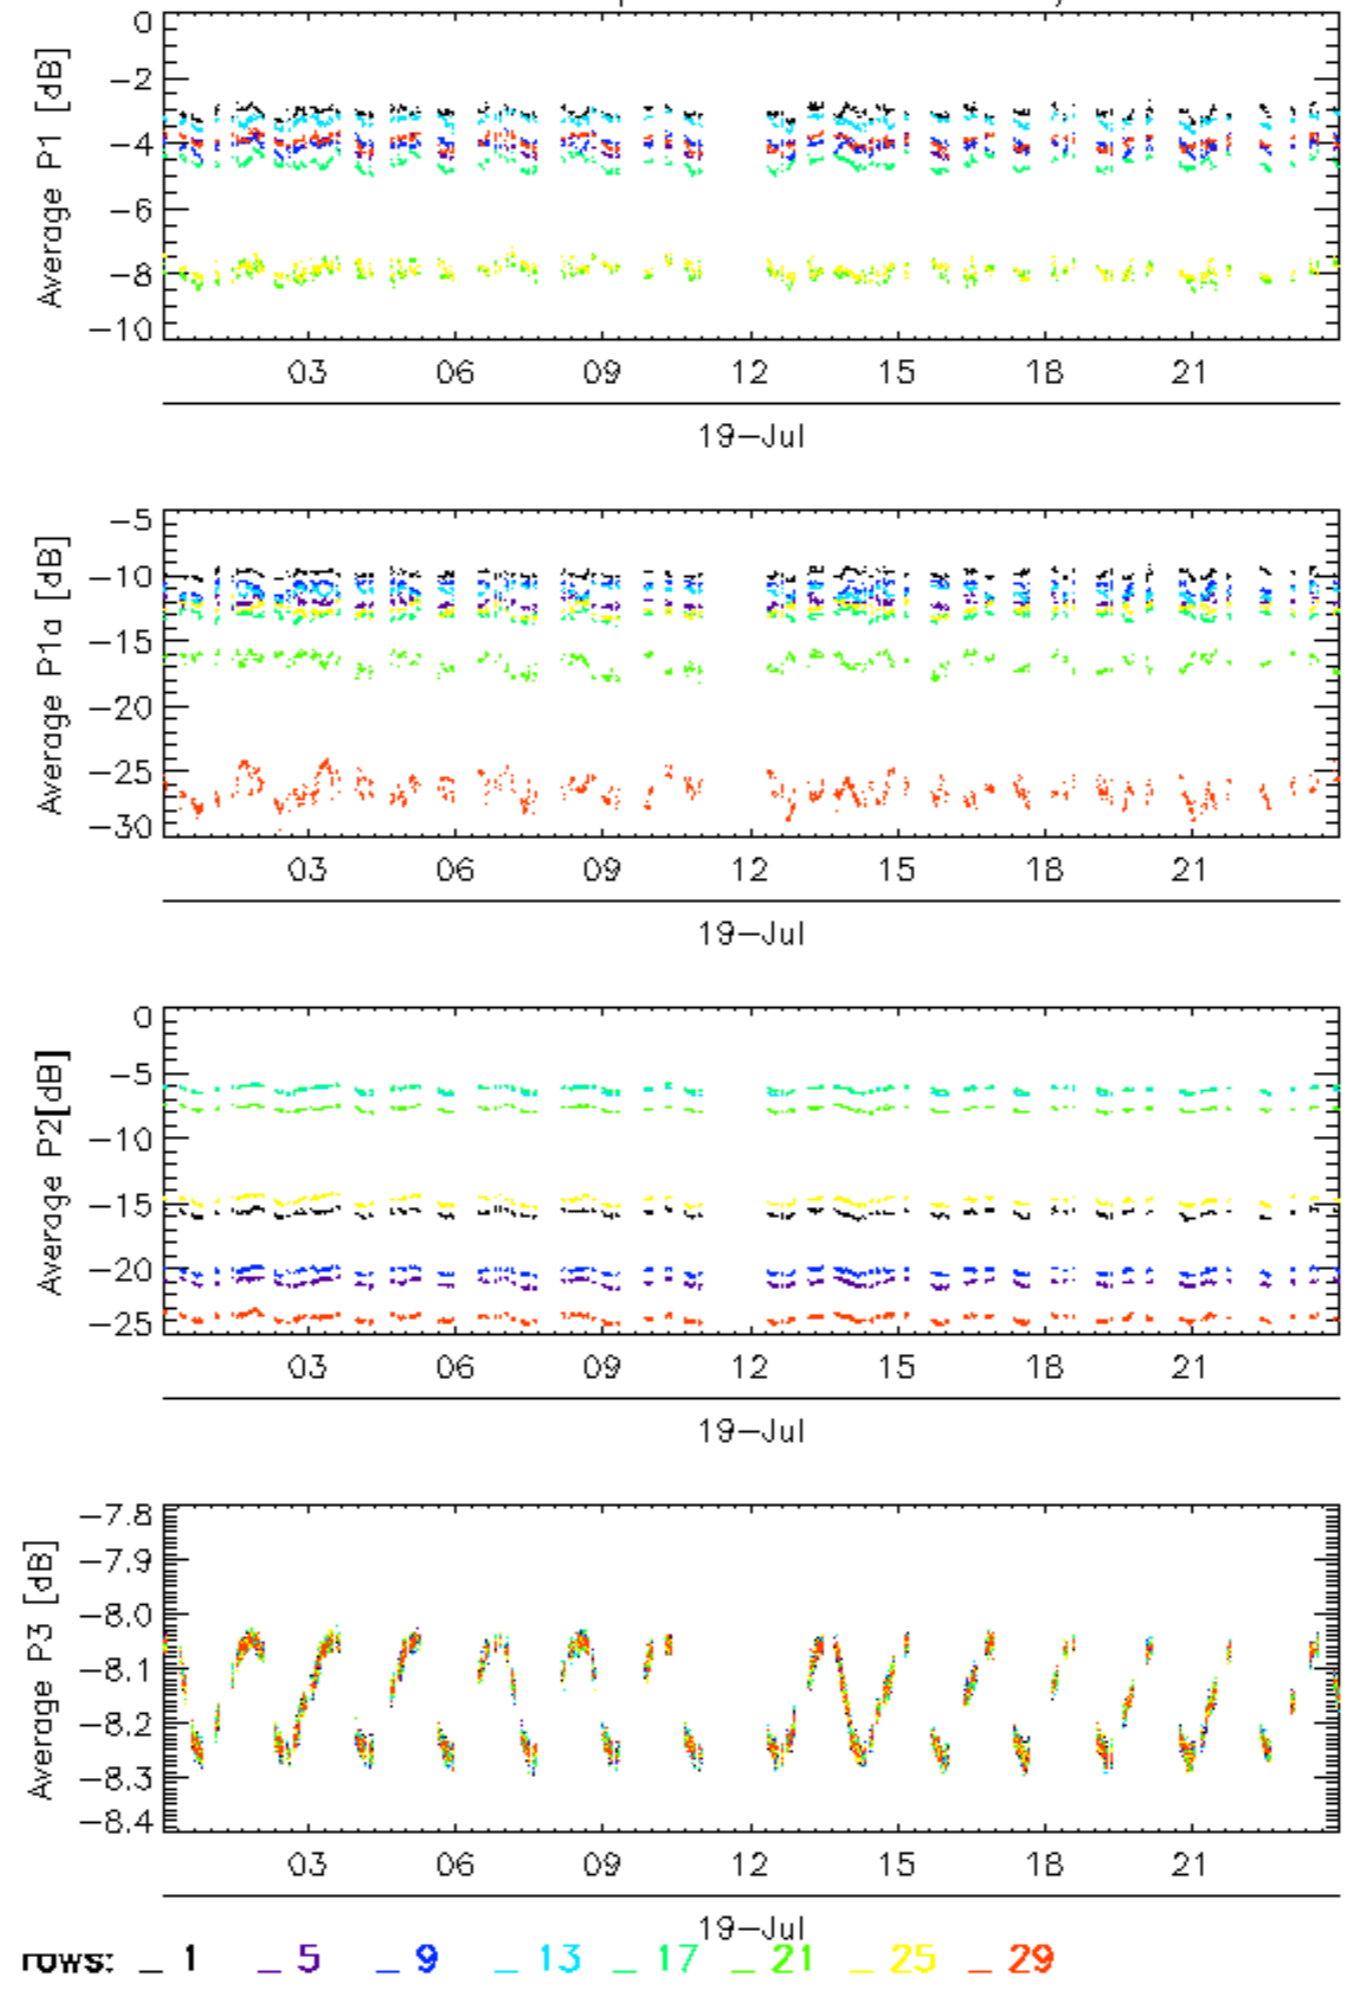 Average P1 [dB]
0
−2
−4
−6
−8
−10
03 06 09 12 15 18 21
19−Jul
Average P1a [dB]
−5
−10
−15
−20
−25
−30
03 06 09 12 15 18 21
19−Jul
Average P2[dB]
0
−5
−10
−15
−20
−25
03 06 09 12 15 18 21
19−Jul
Average P3 [dB]
−7.8
−7.9
−8.0
−8.1
−8.2
−8.3
−8.4
03 06 09 12 15 18 21
19−Jul
rows: _ 1 _ 5 _ 9 _ 13 _ 17 _ 21 _ 25 _ 29